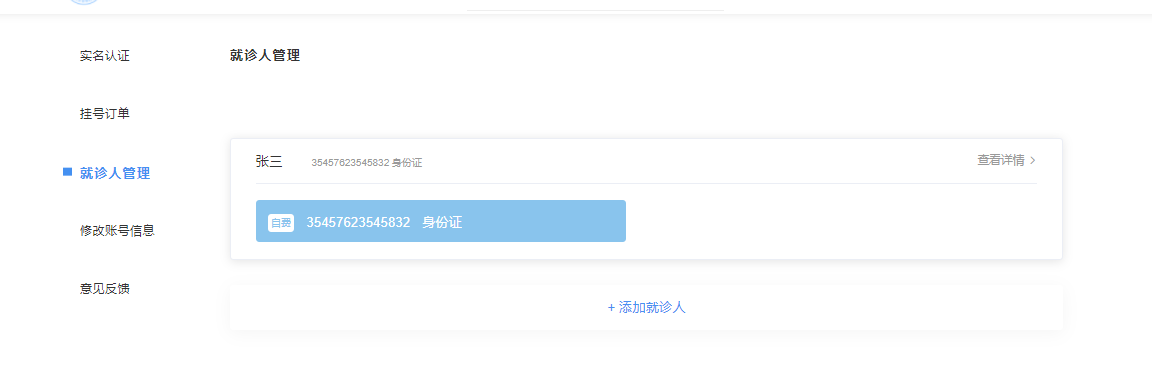 实名认证
就诊人管理
挂号订单
张三 35457623545832 身份证 查看详情
就诊人管理
自费 35457623545832 身份证
修改账号信息
意见反馈
+ 添加就诊人